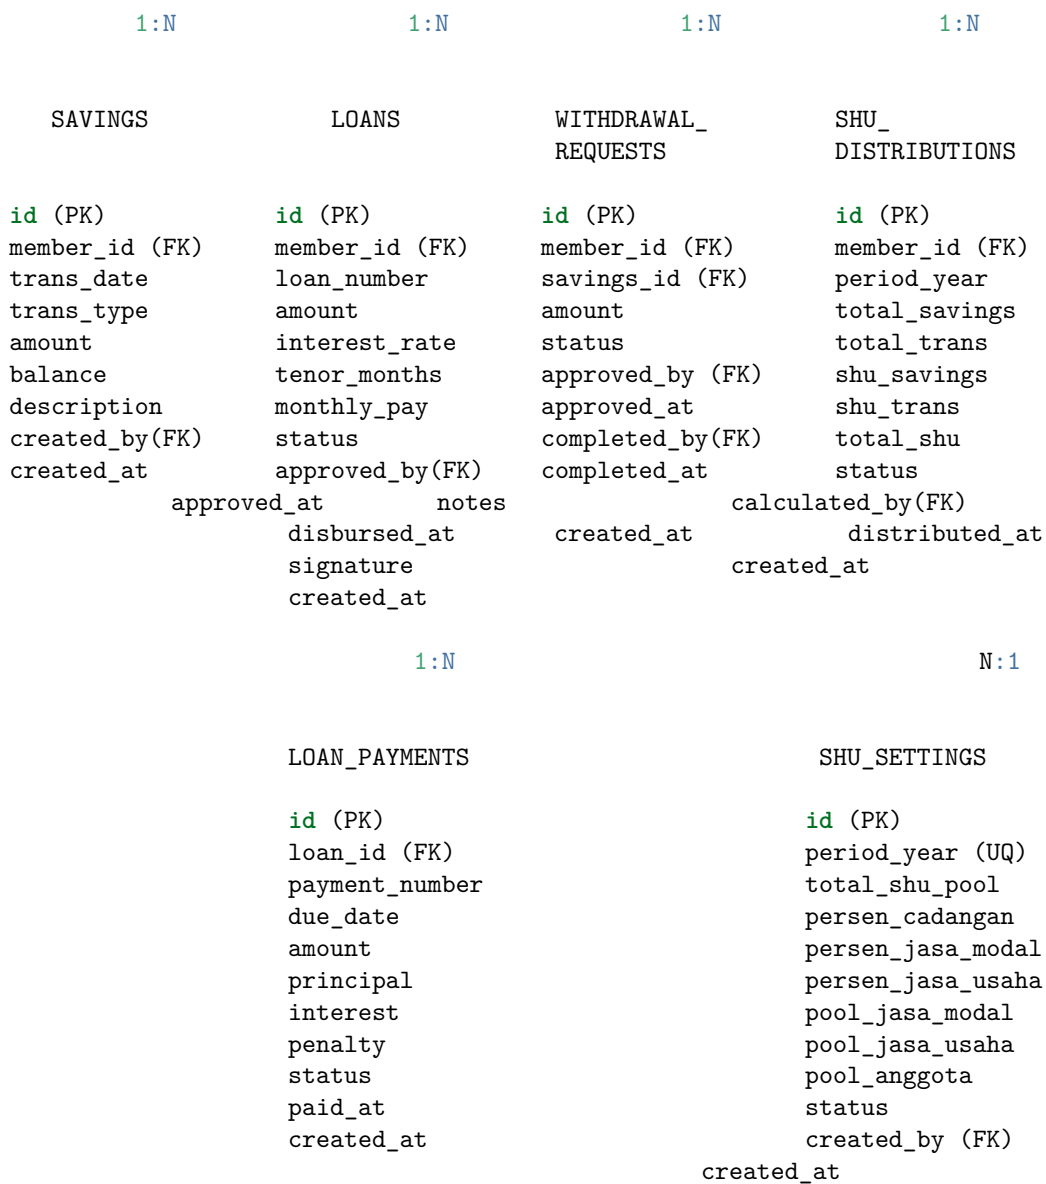 1:N 1:N 1:N 1:N
SAVINGS LOANS WITHDRAWAL_ SHU_
REQUESTS DISTRIBUTIONS
id (PK) id (PK) id (PK) id (PK)
member_id (FK) member_id (FK) member_id (FK) member_id (FK)
trans_date loan_number savings_id (FK) period_year
trans_type amount amount total_savings
amount interest_rate status total_trans
balance tenor_months approved_by (FK) shu_savings
description monthly_pay approved_at shu_trans
created_by(FK) status completed_by(FK) total_shu
created_at approved_by(FK) completed_at status
approved_at notes calculated_by(FK)
disbursed_at created_at distributed_at
signature created_at
created_at
1:N N:1
LOAN_PAYMENTS SHU_SETTINGS
id (PK) id (PK)
loan_id (FK) period_year (UQ)
payment_number total_shu_pool
due_date persen_cadangan
amount persen_jasa_modal
principal persen_jasa_usaha
interest pool_jasa_modal
penalty pool_jasa_usaha
status pool_anggota
paid_at status
created_at created_by (FK)
created_at